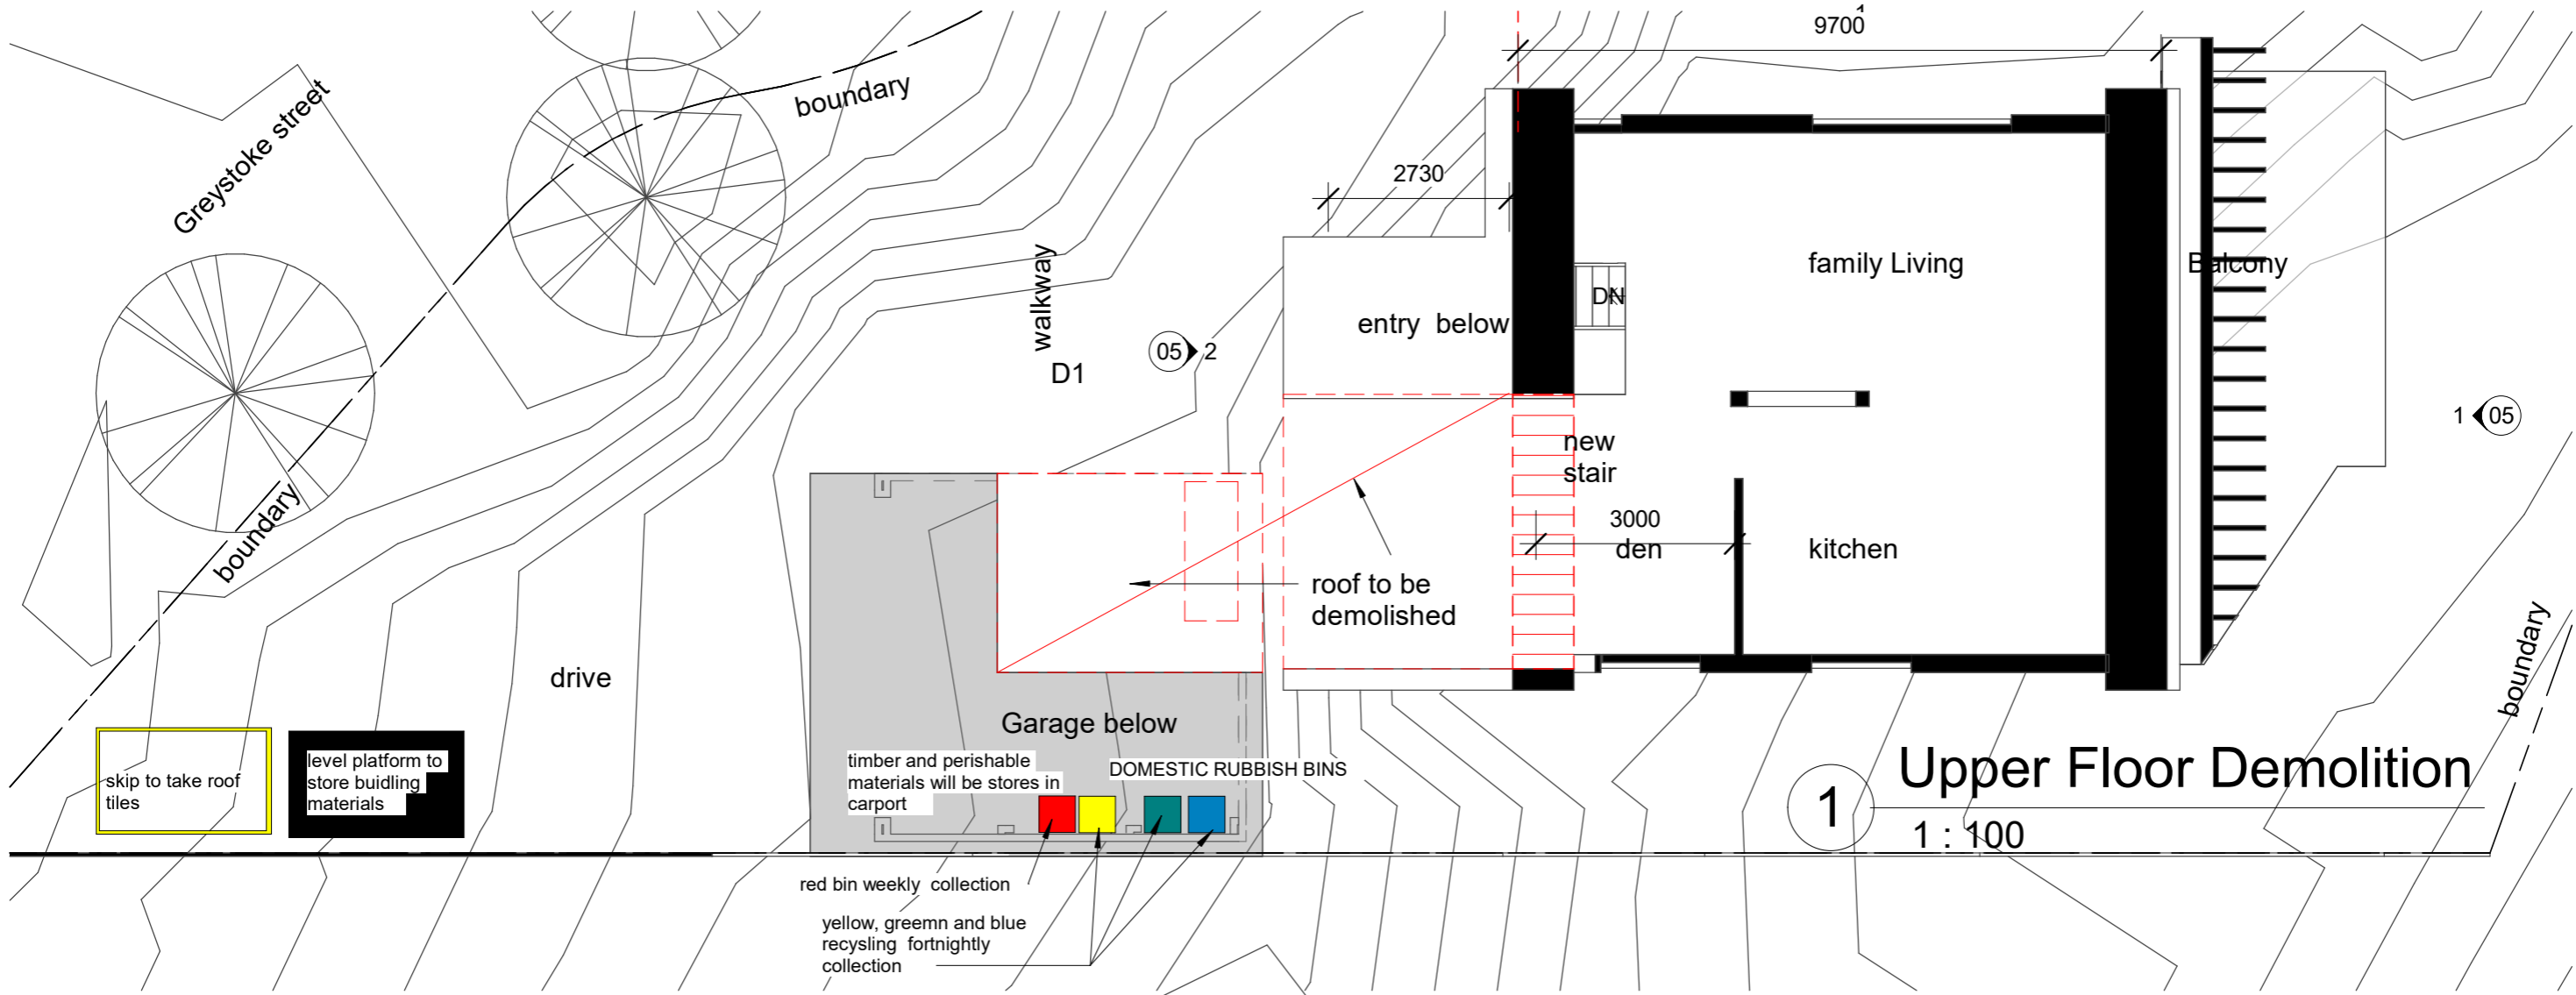 9700
boundary
Greystoke street
2730
walkway
family Living
Balcony
DN
entry below
05 2
D1
1 05
new
stair
boundary
3000
den
kitchen
roof to be
demolished
drive
boundary
Garage below
skip to take roof
tiles
level platform to
store buidling
materials
timber and perishable
materials will be stores in
carport
DOMESTIC RUBBISH BINS
1
Upper Floor Demolition
1 : 100
red bin weekly collection
yellow, greemn and blue
recysling fortnightly
collection